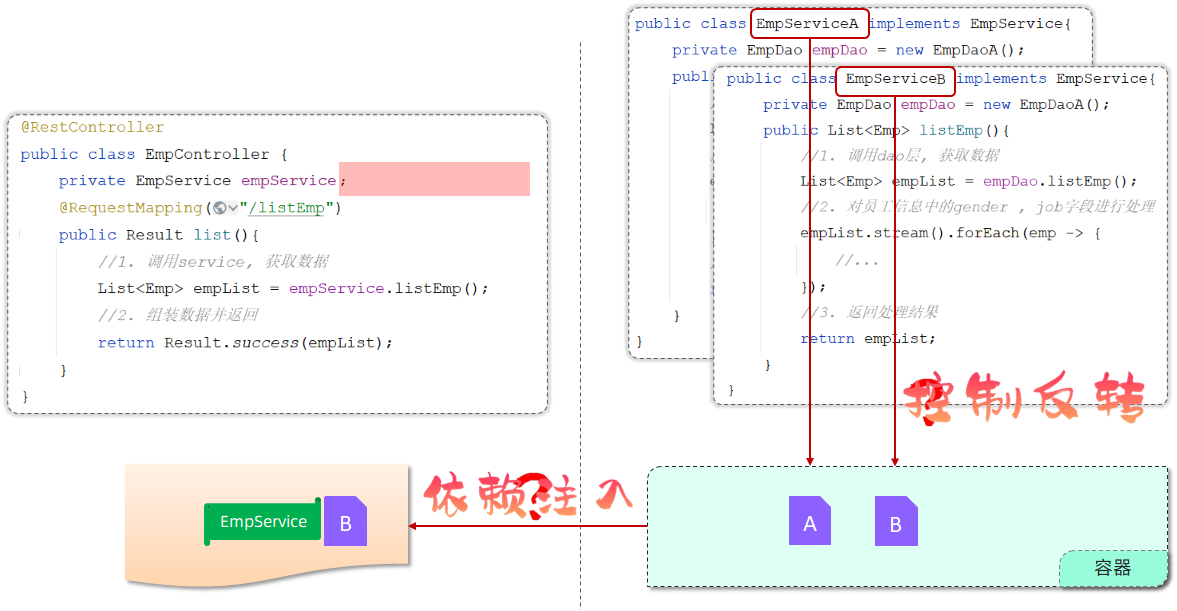 @RestController
public class EmpController {
private EmpService empService;
@RequestMapping("/listEmp")
public Result list(){
//1. 调用service, 获取数据
List<Emp> empList = empService.listEmp();
//2. 组装数据并返回
return Result.success(empList);
}
}
public class EmpServiceA implements EmpService{
private EmpDao empDao = new EmpDaoA();
}
}
public class EmpServiceB implements EmpService{
private EmpDao empDao = new EmpDaoA();
public List<Emp> listEmp(){
//1. 调用dao层, 获取数据
List<Emp> empList = empDao.listEmp();
//2. 对员工信息中的gender , job字段进行处理
empList.stream().forEach(emp -> {
//...
});
//3. 返回处理结果
return empList;
}
}
控制反转
依赖注入
EmpService
B
A
B
容器